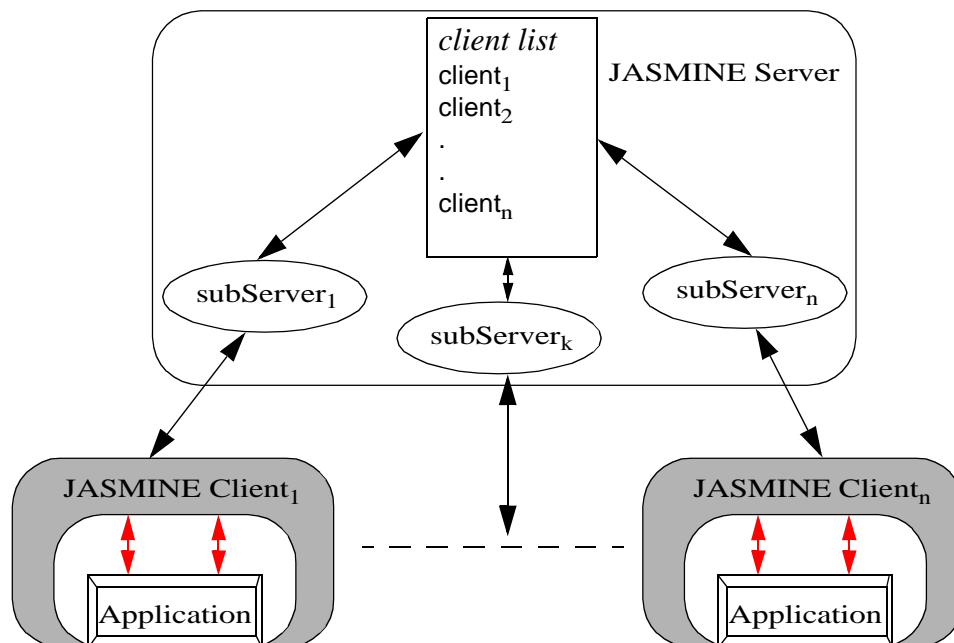 client list
client1
client2
.
.
clientn
JASMINE Server
subServer1
subServerk
subServern
JASMINE Client1
JASMINE Clientn
Application
Application